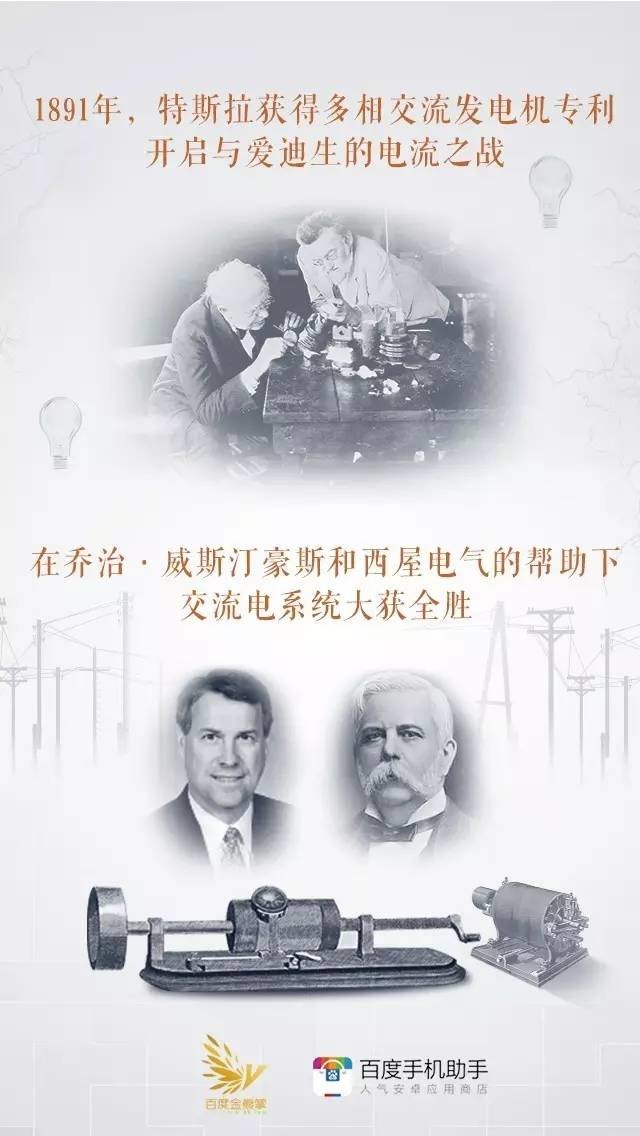 1891年，特斯拉获得多相交流发电机专利
开启与爱迪生的电流之战
在乔治·威斯汀豪斯和西屋电气的帮助下
交流电系统大获全胜
百度金熊掌
百度手机助手
人气安卓应用商店